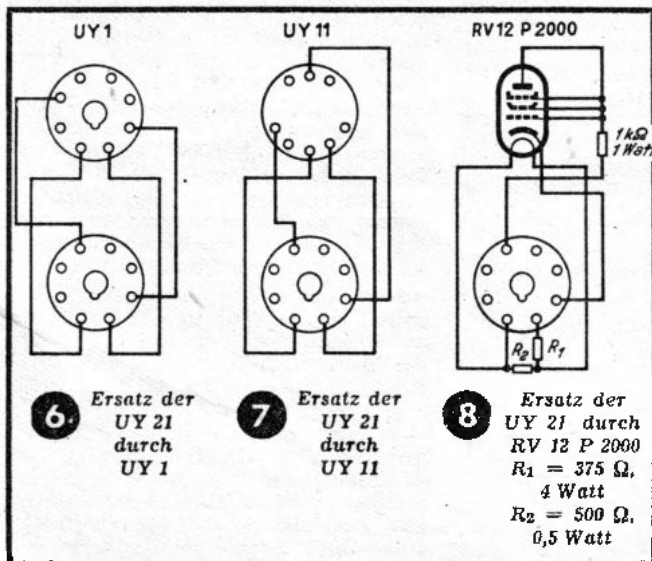 UY 1
UY 11
RV 12 P 2000
1 kΩ
1 Watt
R2
R1
6
Ersatz der
UY 21
durch
UY 1
7
Ersatz der
UY 21
durch
UY 11
8
Ersatz der
UY 21 durch
RV 12 P 2000
R1 = 375 Ω,
4 Watt
R2 = 500 Ω,
0,5 Watt